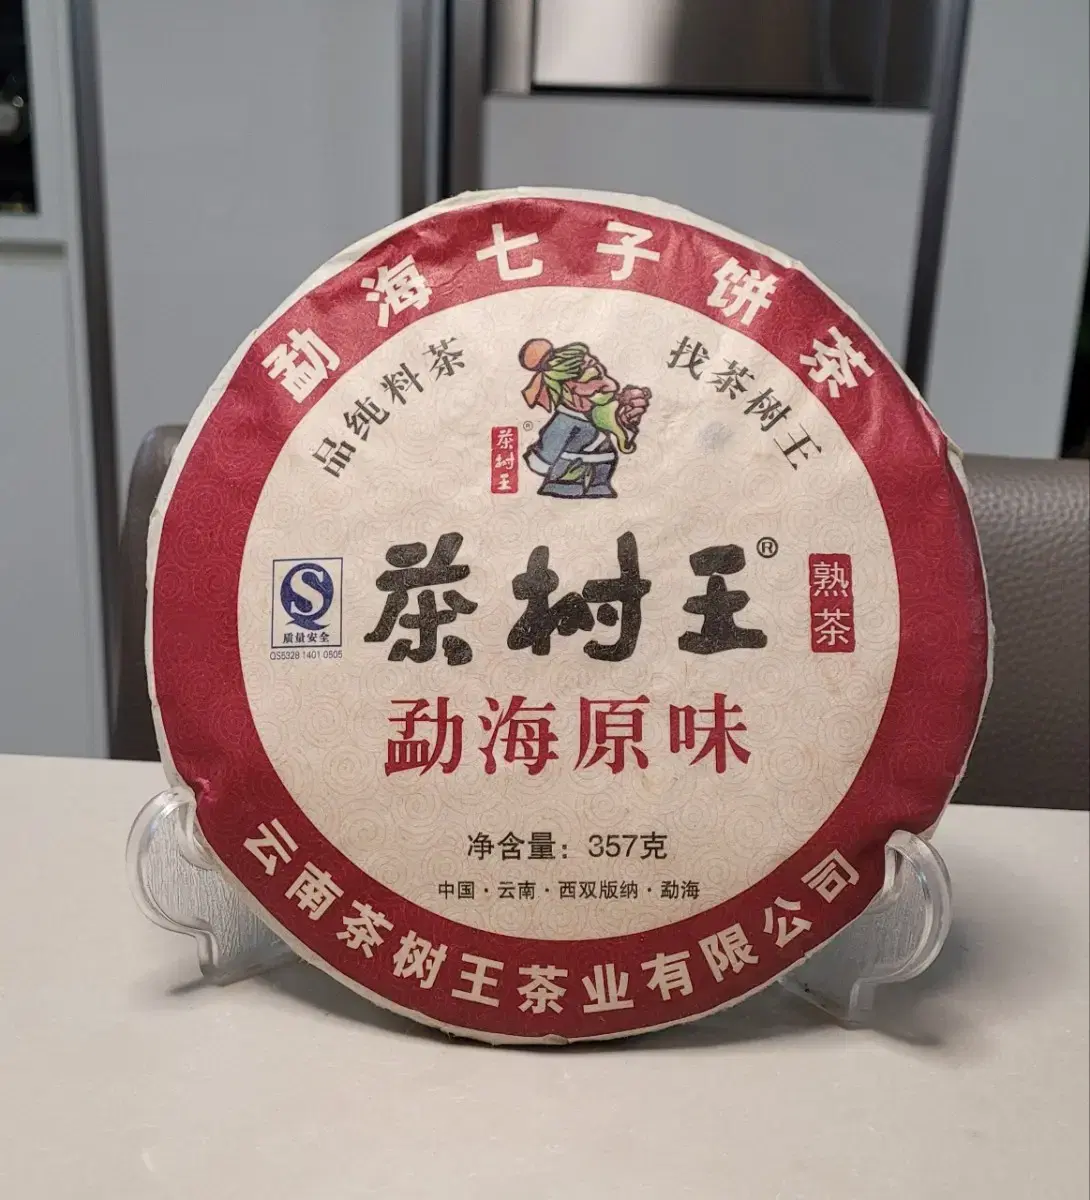 勐海七子饼茶
品纯料茶
找茶树王
茶树王®
茶树王®
熟茶
质量安全
QS5328 1401 0505
勐海原味
净含量：357克
中国·云南·西双版纳·勐海
云南茶树王茶业有限公司